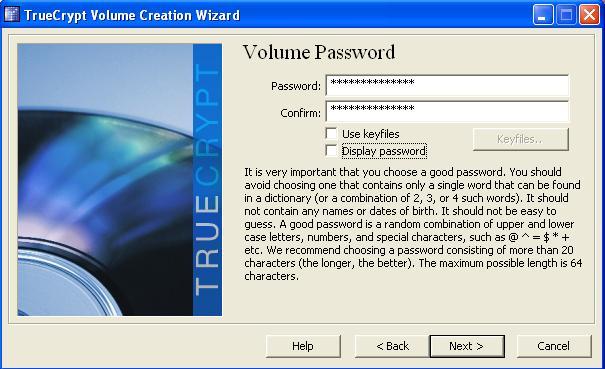 TrueCrypt Volume Creation Wizard
TRUECRYPT
Volume Password
Password: **************
Confirm: **************
Use keyfiles
Keyfiles..
Display password
It is very important that you choose a good password. You should
avoid choosing one that contains only a single word that can be found
in a dictionary (or a combination of 2, 3, or 4 such words). It should
not contain any names or dates of birth. It should not be easy to
guess. A good password is a random combination of upper and lower
case letters, numbers, and special characters, such as @ ^ = $ * +
etc. We recommend choosing a password consisting of more than 20
characters (the longer, the better). The maximum possible length is 64
characters.
Help
< Back
Next >
Cancel